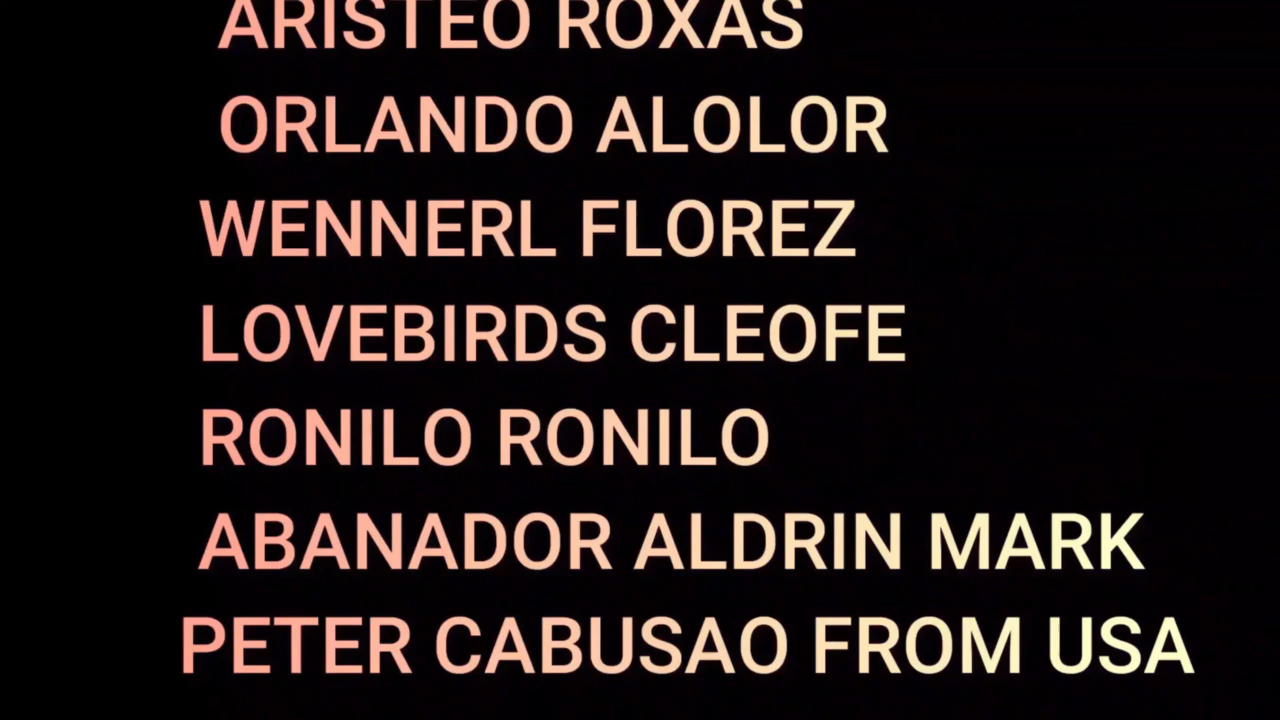 ARISTEO ROXAS
ORLANDO ALOLOR
WENNERL FLOREZ
LOVEBIRDS CLEOFE
RONILO RONILO
ABANADOR ALDRIN MARK
PETER CABUSAO FROM USA